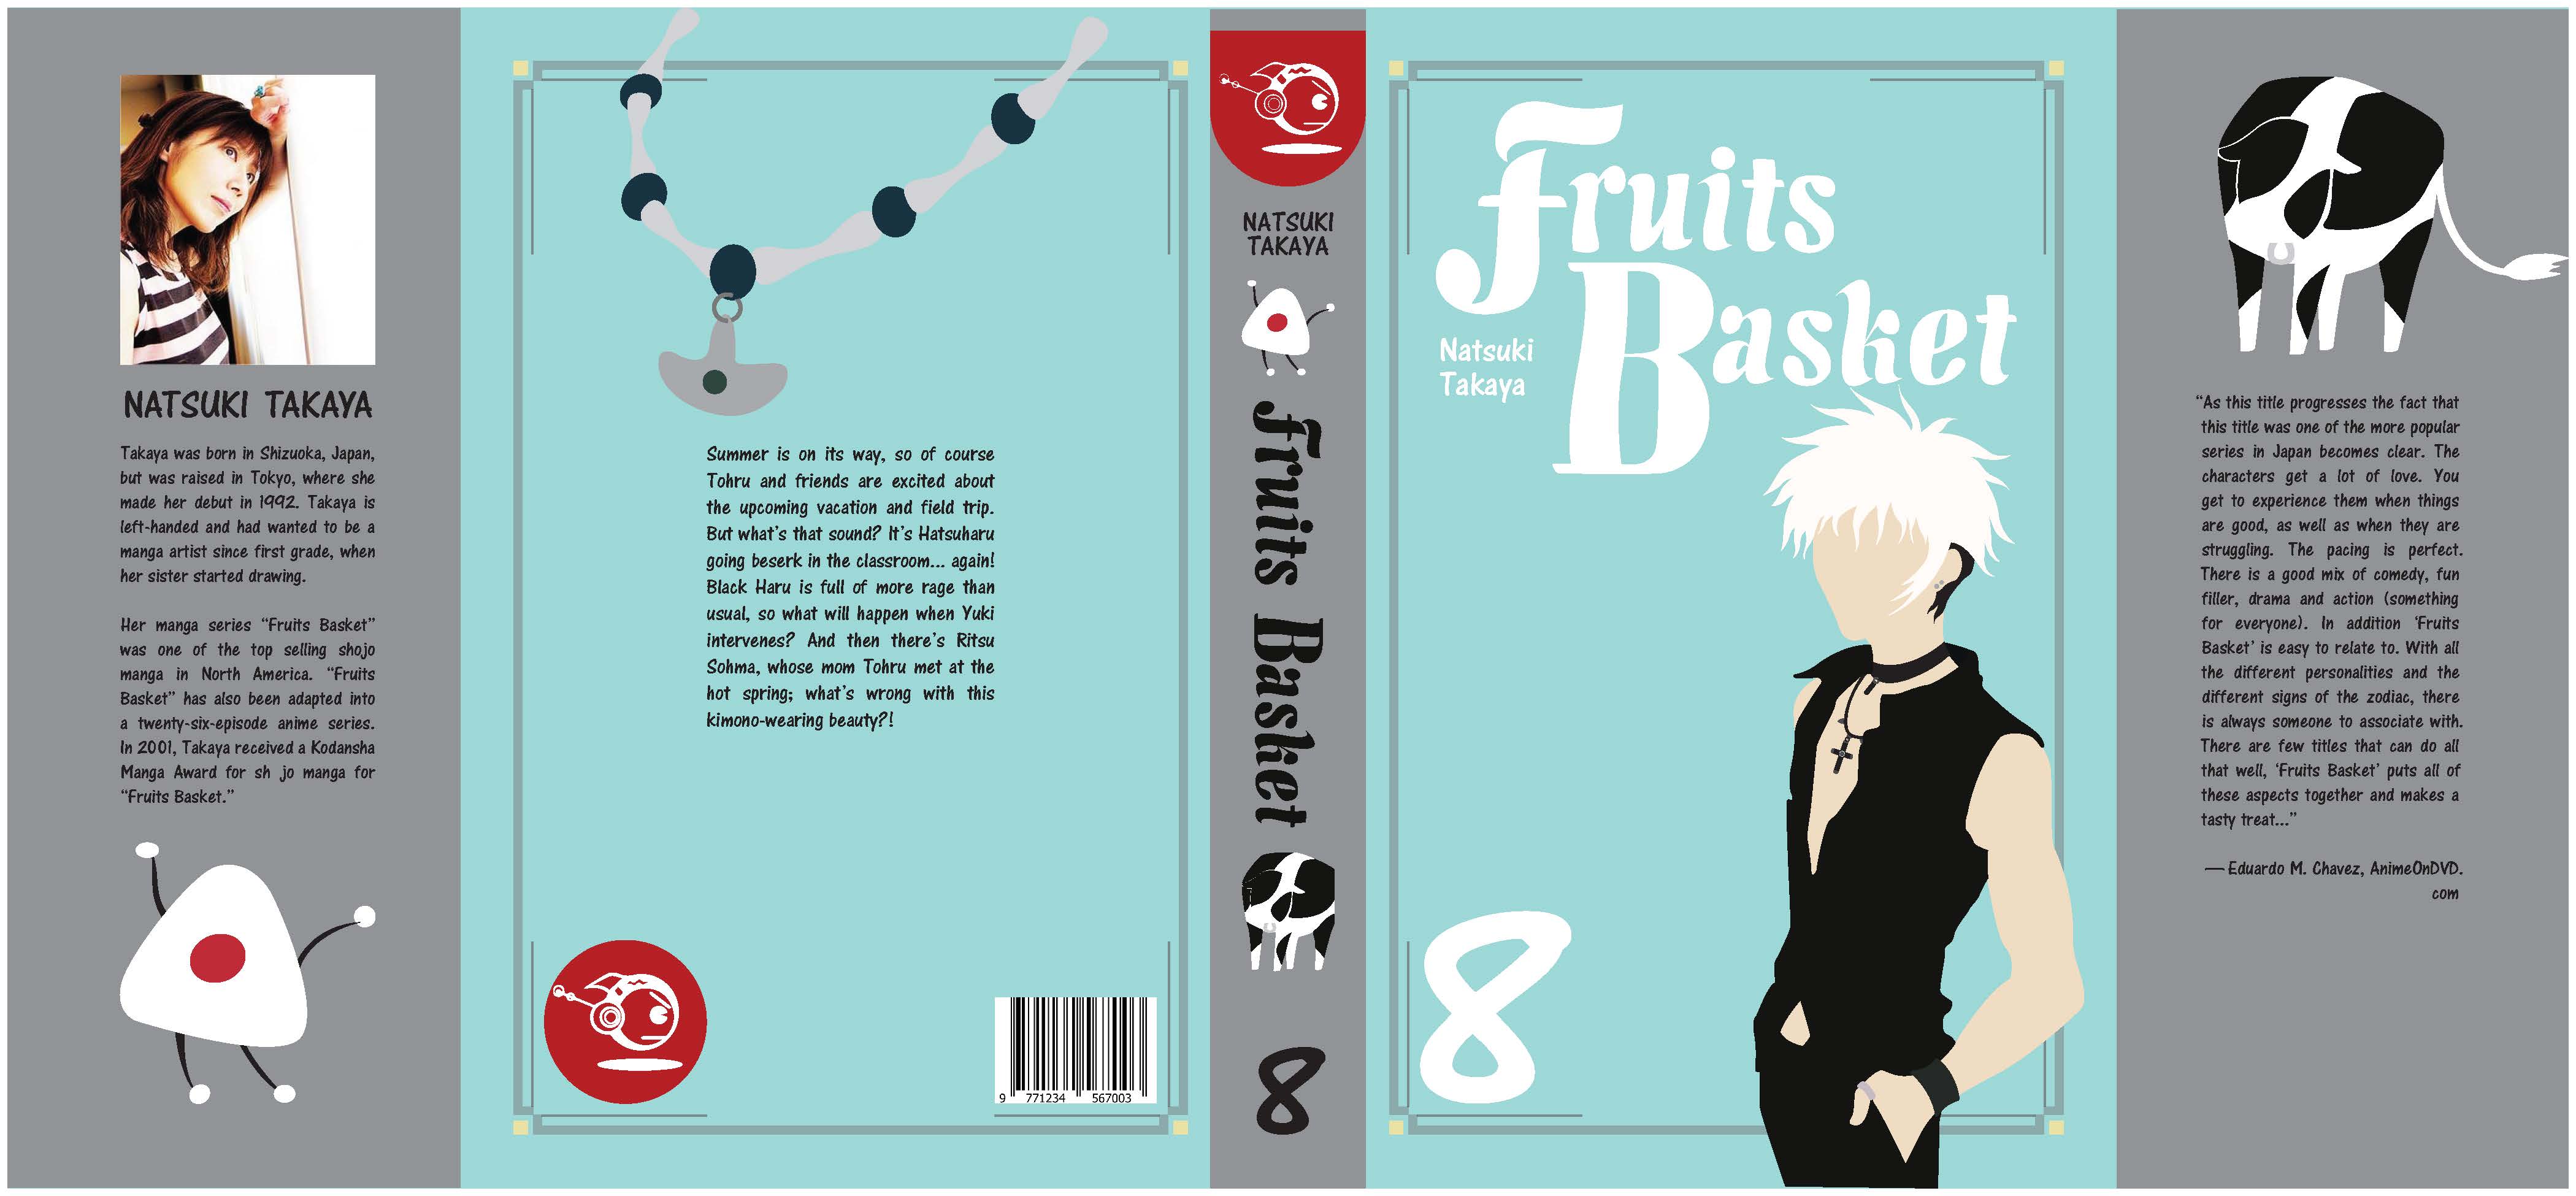 NATSUKI TAKAYA
Takaya was born in Shizuoka, Japan,
but was raised in Tokyo, where she
made her debut in 1992. Takaya is
left-handed and had wanted to be a
manga artist since first grade, when
her sister started drawing.
Her manga series “Fruits Basket”
was one of the top selling shojo
manga in North America. “Fruits
Basket” has also been adapted into
a twenty-six-episode anime series.
In 2001, Takaya received a Kodansha
Manga Award for sh jo manga for
“Fruits Basket.”
Summer is on its way, so of course
Tohru and friends are excited about
the upcoming vacation and field trip.
But what’s that sound? It’s Hatsuharu
going beserk in the classroom... again!
Black Haru is full of more rage than
usual, so what will happen when Yuki
intervenes? And then there’s Ritsu
Sohma, whose mom Tohru met at the
hot spring; what’s wrong with this
kimono-wearing beauty?!
9 771234 567003
NATSUKI
TAKAYA
Fruits Basket
8
Fruits
Basket
Natsuki
Takaya
8
“As this title progresses the fact that
this title was one of the more popular
series in Japan becomes clear. The
characters get a lot of love. You
get to experience them when things
are good, as well as when they are
struggling. The pacing is perfect.
There is a good mix of comedy, fun
filler, drama and action (something
for everyone). In addition ‘Fruits
Basket’ is easy to relate to. With all
the different personalities and the
different signs of the zodiac, there
is always someone to associate with.
There are few titles that can do all
that well, ‘Fruits Basket’ puts all of
these aspects together and makes a
tasty treat...”
— Eduardo M. Chavez, AnimeOnDVD.
com